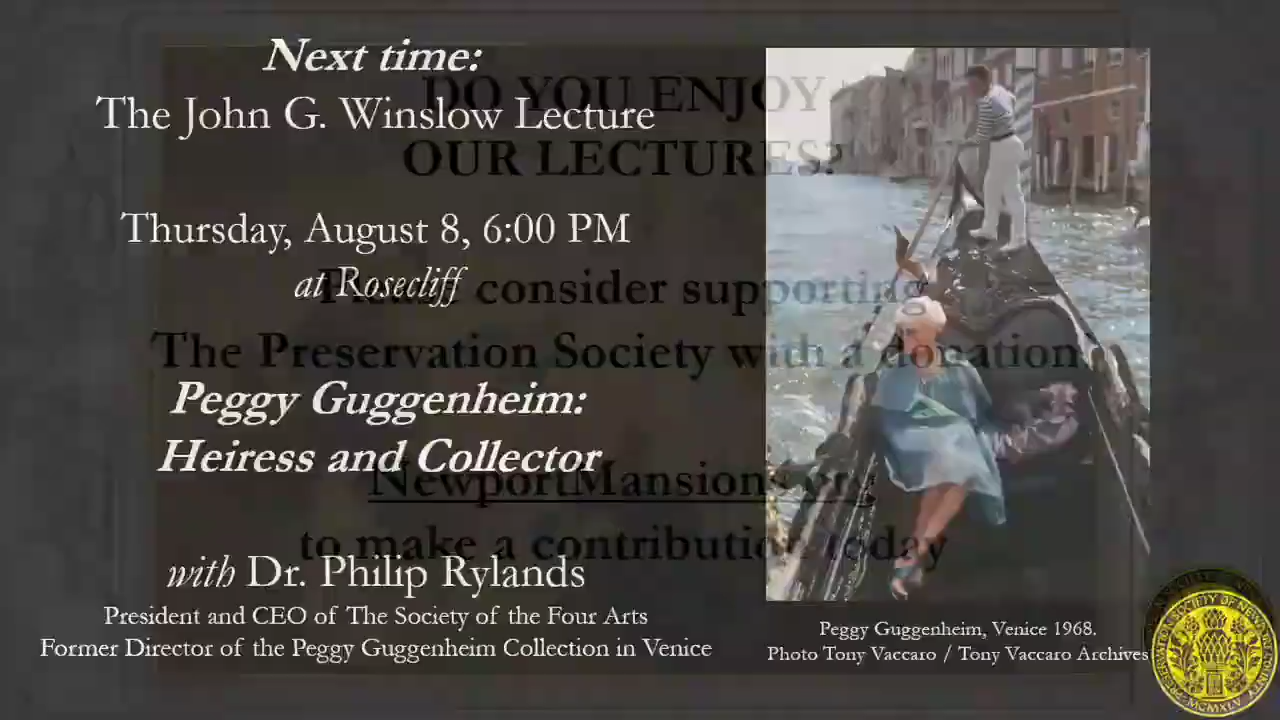 Next time:
The John G. Winslow Lecture
Thursday, August 8, 6:00 PM
at Rosecliff
Peggy Guggenheim:
Heiress and Collector
with Dr. Philip Rylands
President and CEO of The Society of the Four Arts
Former Director of the Peggy Guggenheim Collection in Venice
DO YOU ENJOY
OUR LECTURES?
consider supporting
The Preservation Society with a donation
NewportMansions.org
to make a contribution today
Peggy Guggenheim, Venice 1968.
Photo Tony Vaccaro / Tony Vaccaro Archives
MCMXLV